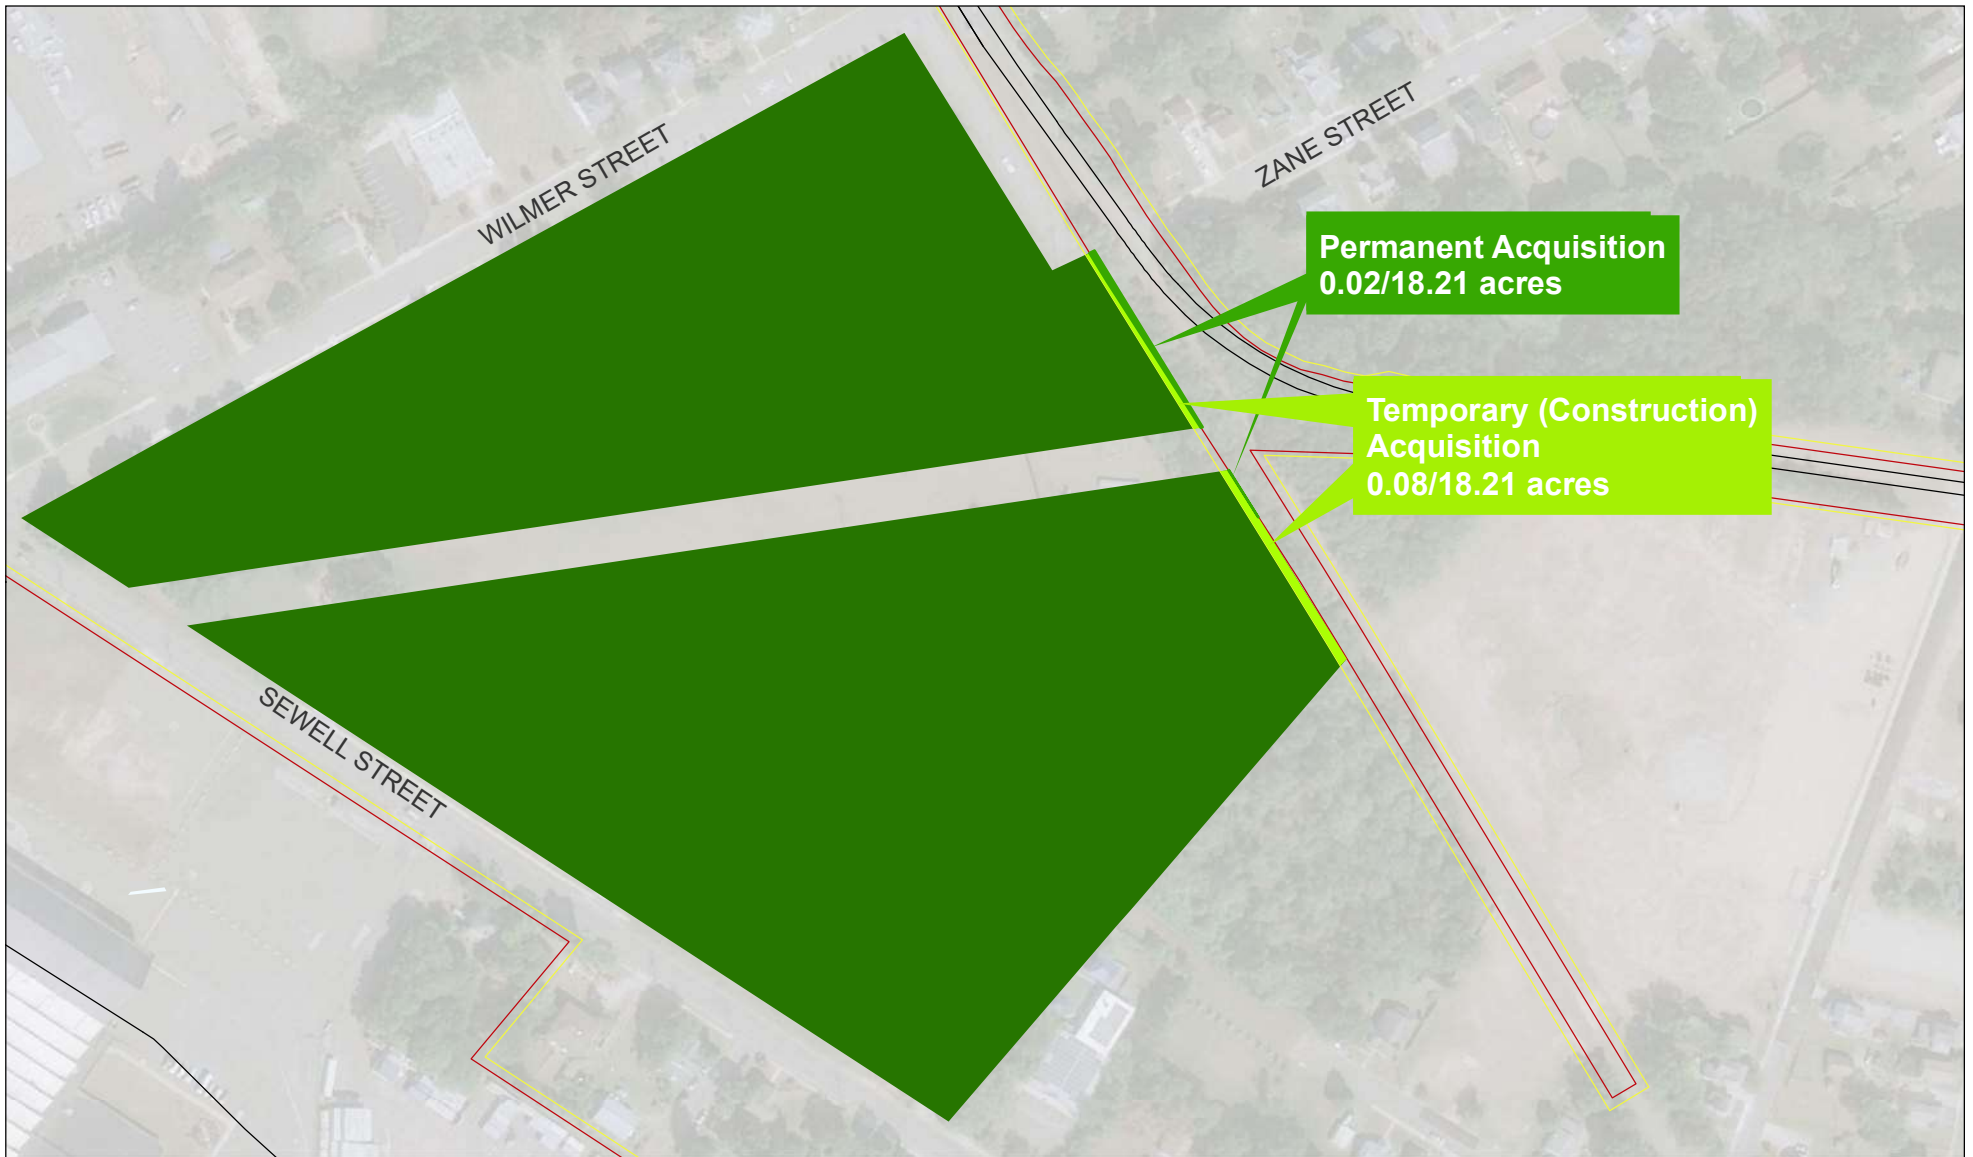 WILMER STREET
ZANE STREET
Permanent Acquisition
0.02/18.21 acres
Temporary (Construction)
Acquisition
0.08/18.21 acres
SEWELL STREET